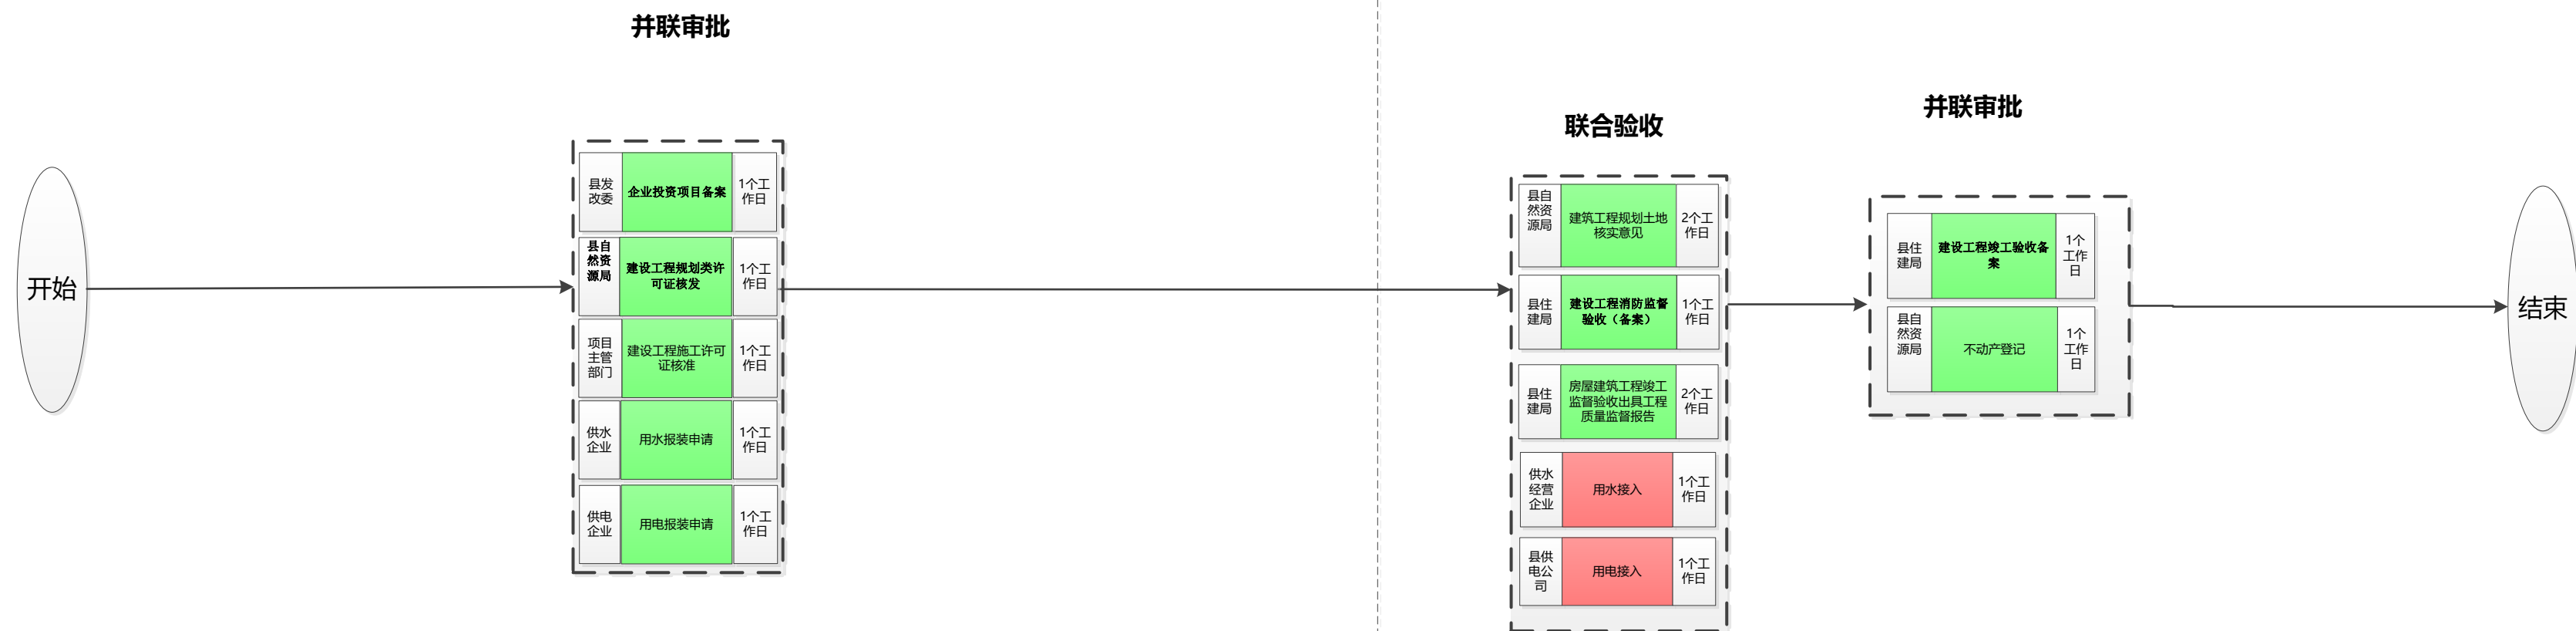 并联审批
开始
县发
改委
企业投资项目备案
1个工
作日
县自
然资
源局
建设工程规划类许
可证核发
1个工
作日
项目
主管
部门
建设工程施工许可
证核准
1个工
作日
供水
企业
用水报装申请
1个工
作日
供电
企业
用电报装申请
1个工
作日
联合验收
县自
然资
源局
建筑工程规划土地
核实意见
2个工
作日
县住
建局
建设工程消防监督
验收（备案）
1个工
作日
县住
建局
房屋建筑工程竣工
监督验收出具工程
质量监督报告
2个工
作日
供水
经营
企业
用水接入
1个工
作日
县供
电公
司
用电接入
1个工
作日
并联审批
县住
建局
建设工程竣工验收备
案
1个
工作
日
县自
然资
源局
不动产登记
1个
工作
日
结束